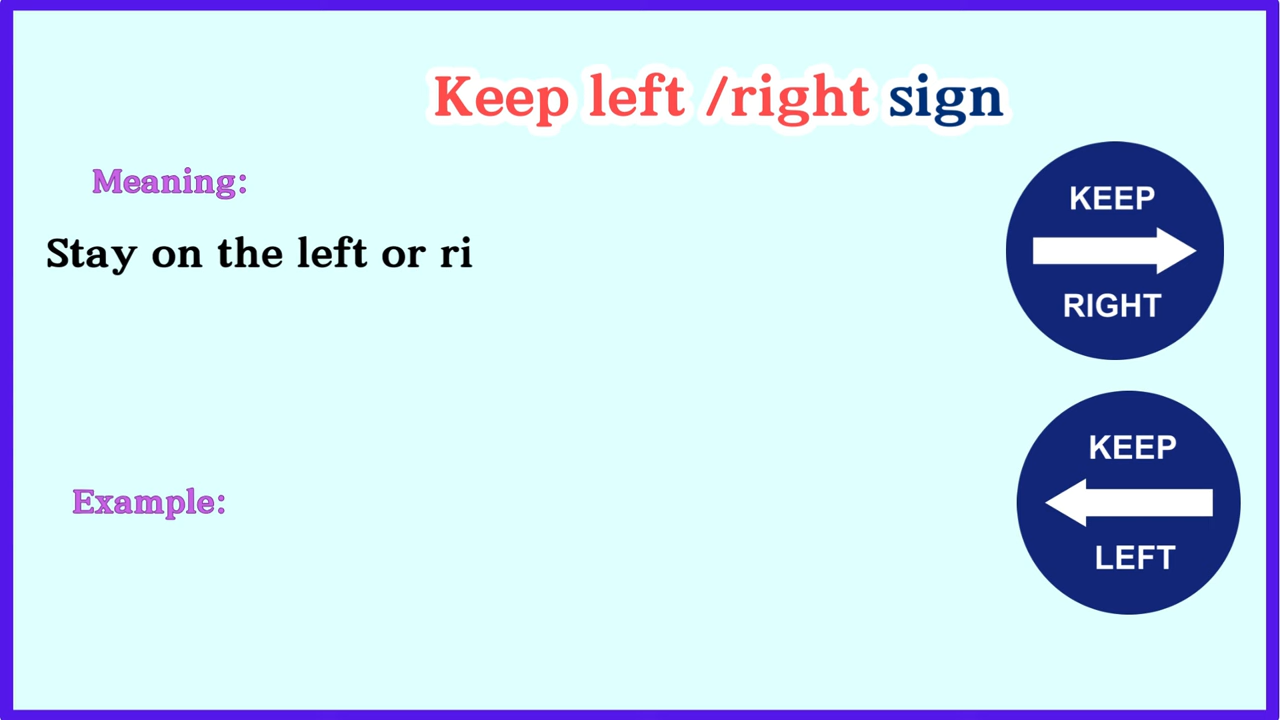 Keep left /right sign
Meaning:
Stay on the left or ri
Example:
KEEP
RIGHT
KEEP
LEFT